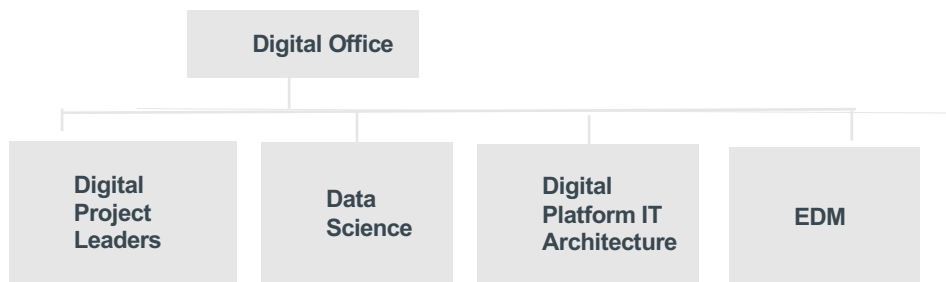 Digital Office
Digital
Project
Leaders
Data
Science
Digital
Platform IT
Architecture
EDM